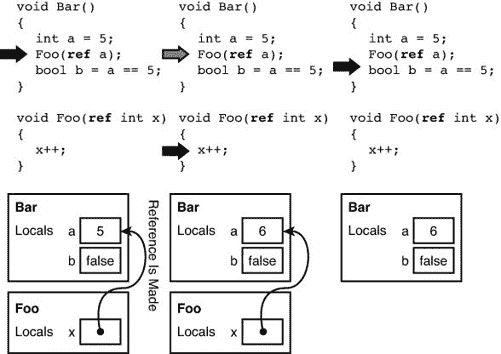 void Bar()
{
int a = 5;
Foo(ref a);
bool b = a == 5;
}
void Foo(ref int x)
{
x++;
}
Bar
Locals a 5
b false
Foo
Locals x
Reference Is Made
void Bar()
{
int a = 5;
Foo(ref a);
bool b = a == 5;
}
void Foo(ref int x)
{
x++;
}
Bar
Locals a 6
b false
Foo
Locals x
void Bar()
{
int a = 5;
Foo(ref a);
bool b = a == 5;
}
void Foo(ref int x)
{
x++;
}
Bar
Locals a 6
b false